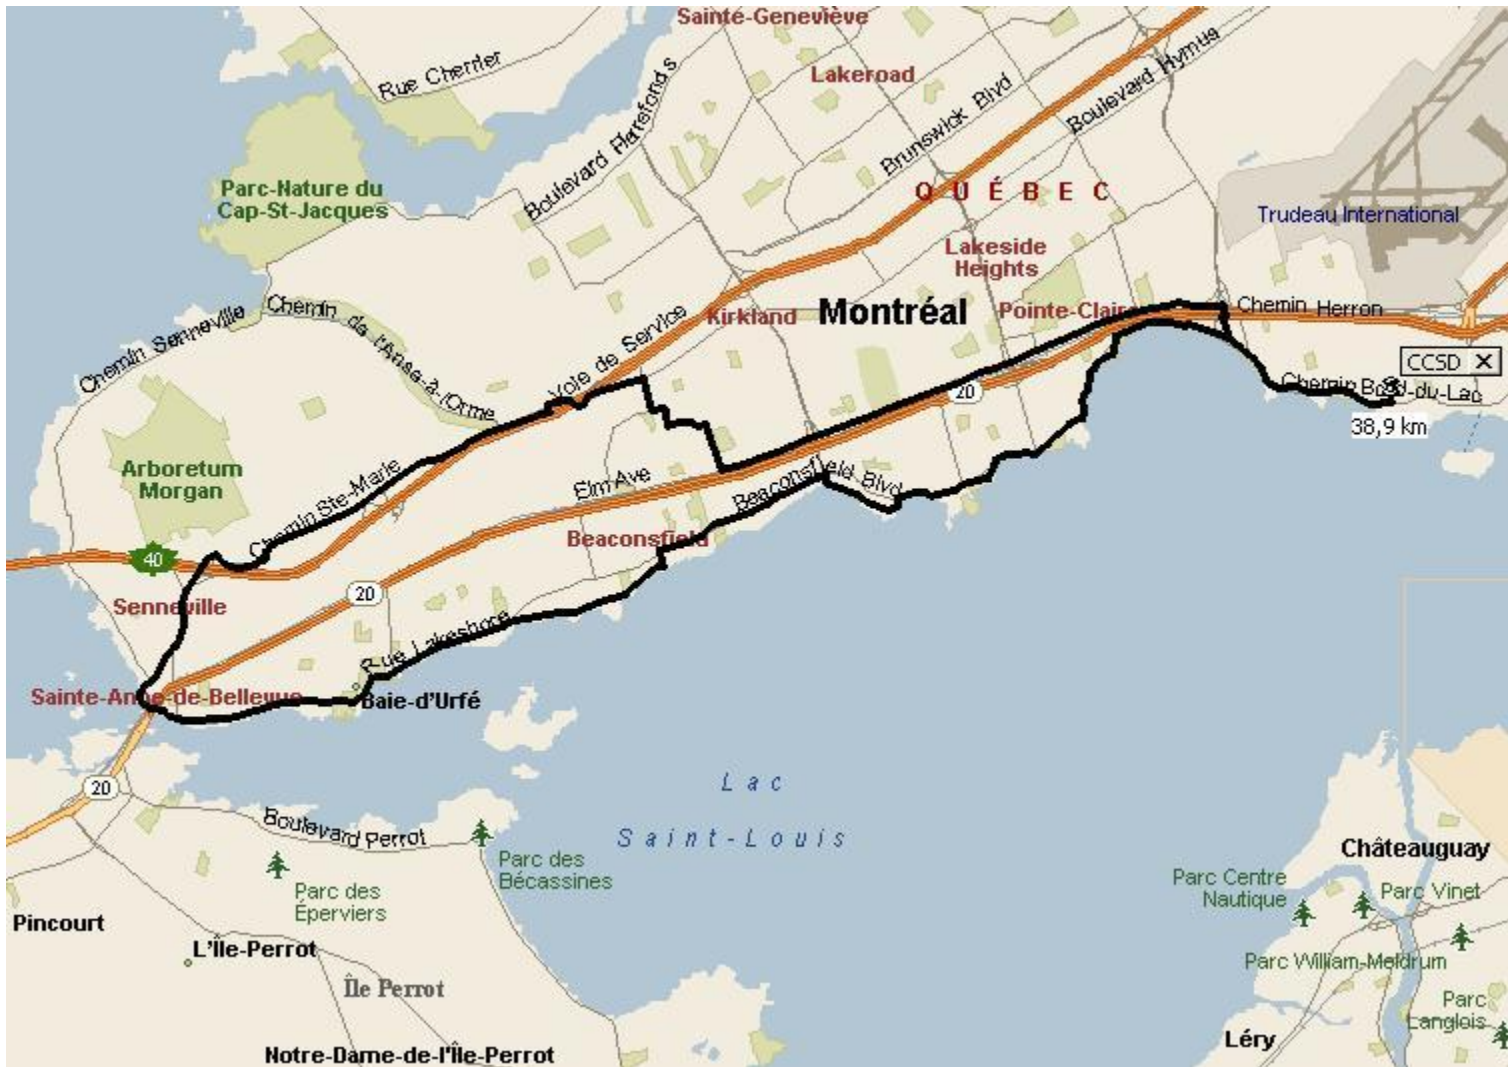 Sainte-Geneviève
Rue Cherrier
Lakeroad
Boulevard Pierrefonds
Brunswick Blvd
Boulevard Hymus
Parc-Nature du
Cap-St-Jacques
QUÉBEC
Trudeau International
Lakeside
Heights
Chemin Senneville
Chemin de l'Anse-à-l'Orme
Voie de Service
Kirkland
Montréal
Pointe-Claire
Chemin Herron
CCSD X
Chemin Bord-du-Lac
20
38,9 km
Arboretum
Morgan
Chemin Ste-Marie
Elm Ave
Beaconsfield Blvd
Beaconsfield
40
20
Senneville
Rue Lakeshore
Sainte-Anne-de-Bellevue
Baie-d'Urfé
20
Lac
Saint-Louis
Boulevard Perrot
Parc des
Bécassines
Parc des
Éperviers
Châteauguay
Parc Centre
Nautique
Parc Vinet
Pincourt
L'Île-Perrot
Parc William-Meldrum
Île Perrot
Parc
Langlois
Léry
Notre-Dame-de-l'Île-Perrot